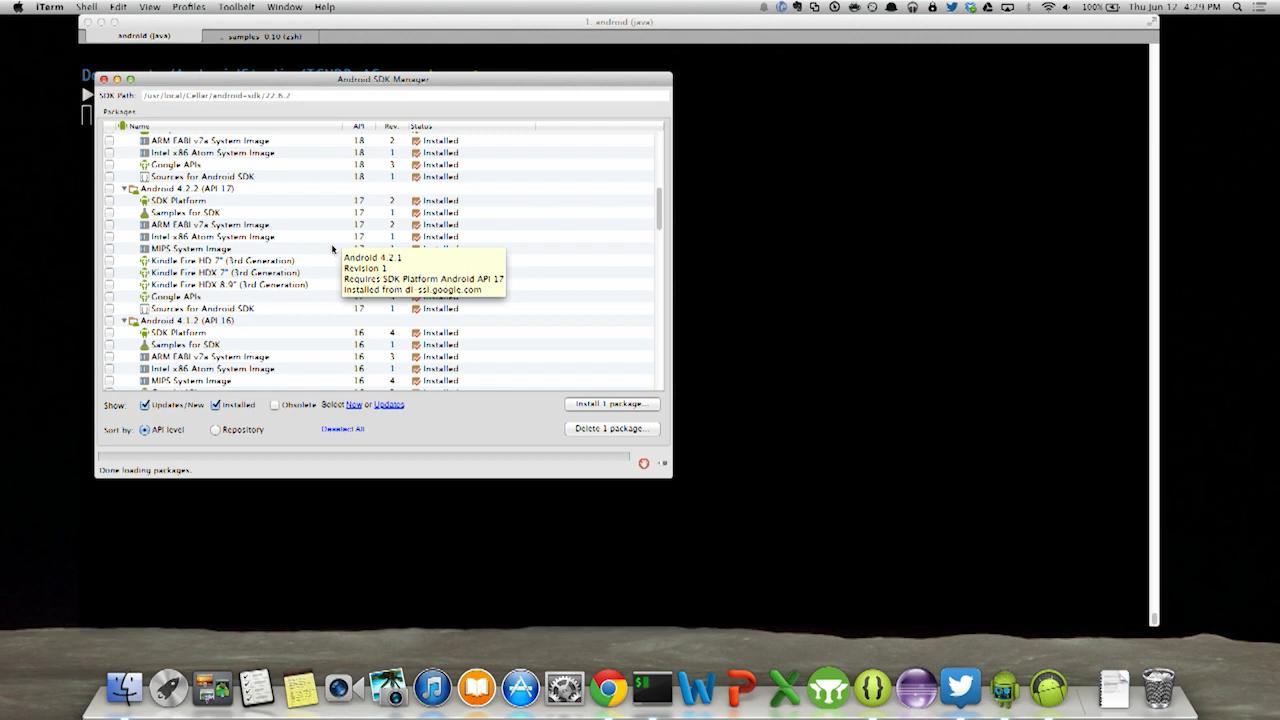 iTerm Shell Edit View Profiles Toolbelt Window Help 100% Thu Jun 12 4:29 PM
1. android (java)
android (java) samples-0.10 (zsh)
Android SDK Manager
SDK Path: /usr/local/Cellar/android-sdk/22.6.2
Packages
Name API Rev. Status
ARM EABI v7a System Image 18 2 Installed
Intel x86 Atom System Image 18 1 Installed
Google APIs 18 3 Installed
Sources for Android SDK 18 1 Installed
Android 4.2.2 (API 17)
SDK Platform 17 2 Installed
Samples for SDK 17 1 Installed
ARM EABI v7a System Image 17 2 Installed
Intel x86 Atom System Image 17 1 Installed
MIPS System Image 17 1 Installed
Kindle Fire HD 7" (3rd Generation)
Kindle Fire HDX 7" (3rd Generation)
Kindle Fire HDX 8.9" (3rd Generation)
Google APIs
Android 4.2.1
Revision 1
Requires SDK Platform Android API 17
Installed from dl-ssl.google.com
Sources for Android SDK 17 1 Installed
Android 4.1.2 (API 16)
SDK Platform 16 4 Installed
Samples for SDK 16 1 Installed
ARM EABI v7a System Image 16 3 Installed
Intel x86 Atom System Image 16 1 Installed
MIPS System Image 16 4 Installed
Show: Updates/New Installed Obsolete Select New or Updates Install 1 package...
Sort by: API level Repository Deselect All Delete 1 package...
Done loading packages.